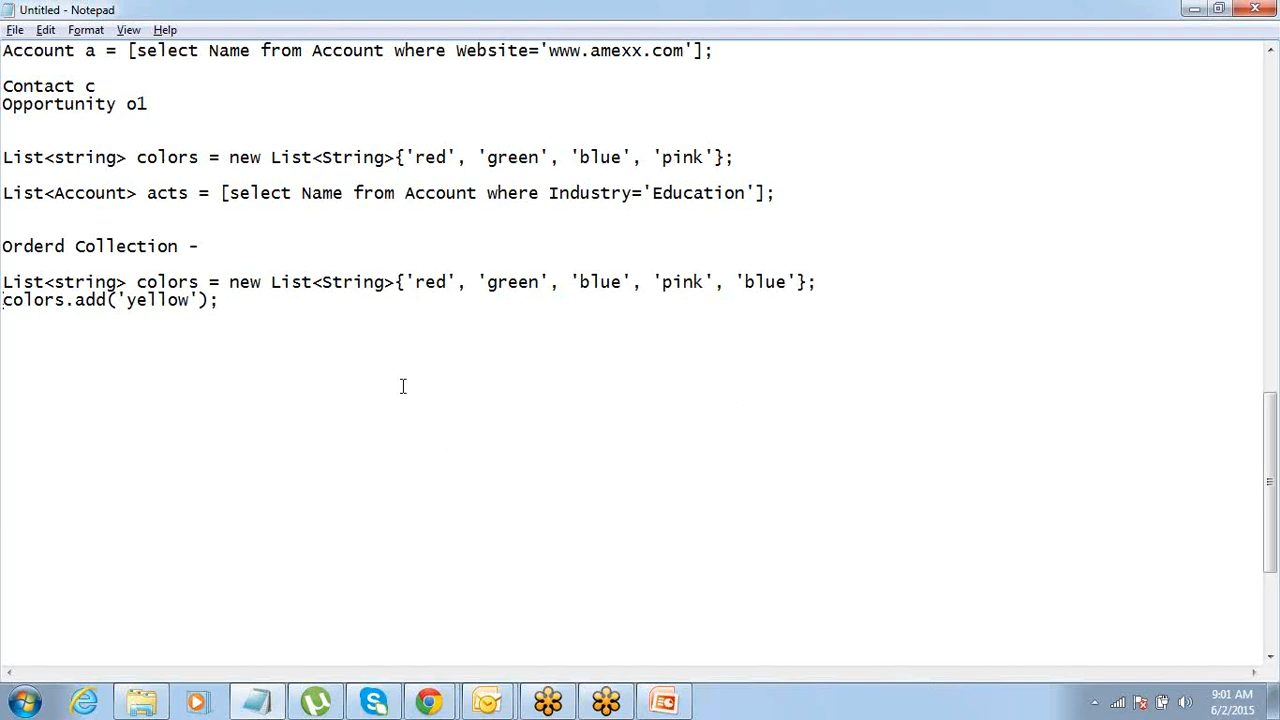 Untitled - Notepad
File Edit Format View Help
Account a = [select Name from Account where Website='www.amexx.com'];
Contact c
Opportunity o1
List<string> colors = new List<String>{'red', 'green', 'blue', 'pink'};
List<Account> acts = [select Name from Account where Industry='Education'];
Orderd Collection -
List<string> colors = new List<String>{'red', 'green', 'blue', 'pink', 'blue'};
colors.add('yellow');
9:01 AM
6/2/2015